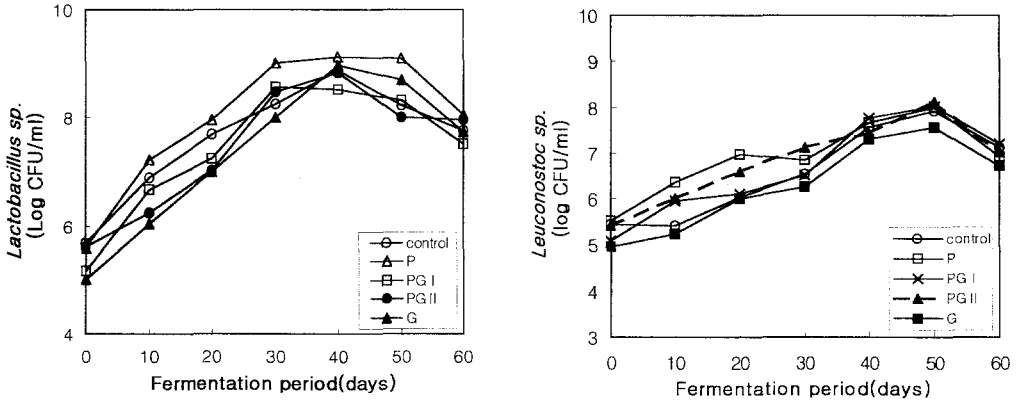 Lactobacillus sp.
(Log CFU/ml)
10
8
6
4
0 10 20 30 40 50 60
Fermentation period(days)
control
P
PG I
PG II
G
Leuconostoc sp.
(log CFU/ml)
10
9
8
7
6
5
4
3
0 10 20 30 40 50 60
Fermentation period(days)
control
P
PG I
PG II
G